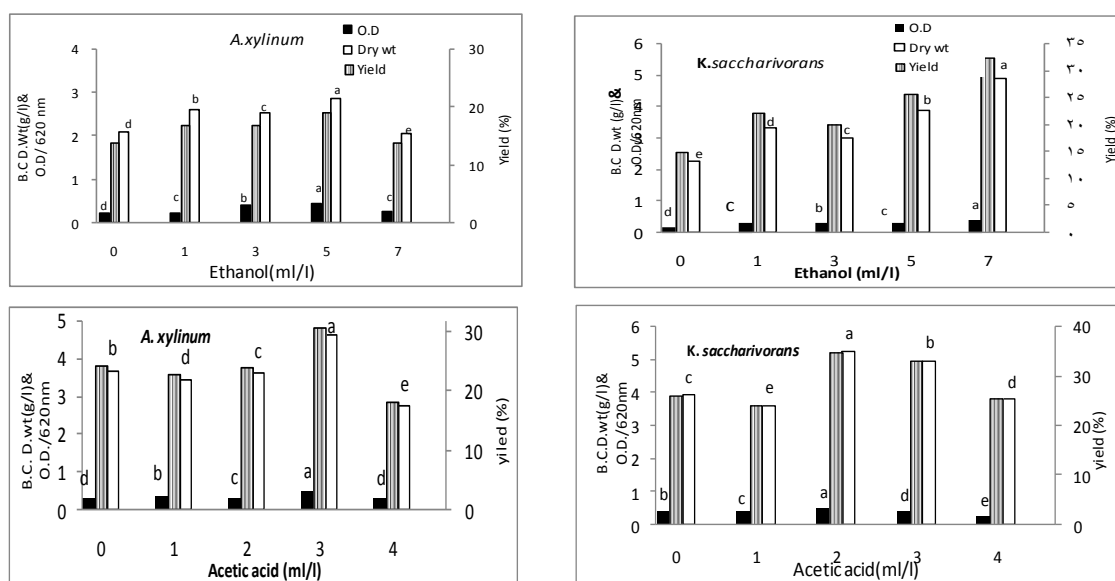 A.xylinum
O.D
Dry wt
Yield
4
3
2
1
0
30
20
10
0
B.C D.Wt(g/l)&
O.D/ 620 nm
Yield (%)
d
b
c
c
b
a
a
c
e
d
0
1
3
5
7
Ethanol(ml/l)
K.saccharivorans
O.D
Dry wt
Yield
6
5
4
3
2
1
0
٣٥
٣٠
٢٥
٢٠
١٥
١٠
٥
٠
B.C D.wt (g/l)&
O.D/620nm
Yield (%)
d
e
c
d
b
c
c
b
a
a
0
1
3
5
7
Ethanol(ml/l)
A. xylinum
5
4
3
2
1
0
30
20
10
0
B.C. D.wt(g/l)&
O.D./620nm
yiled (%)
d
b
b
d
c
c
a
a
d
e
0
1
2
3
4
Acetic acid (ml/l)
K. saccharivorans
6
5
4
3
2
1
0
40
30
20
10
0
B.C.D.wt(g/l)&
O.D./620nm
yield (%)
b
c
c
e
a
a
d
b
e
d
0
1
2
3
4
Acetic acid(ml/l)